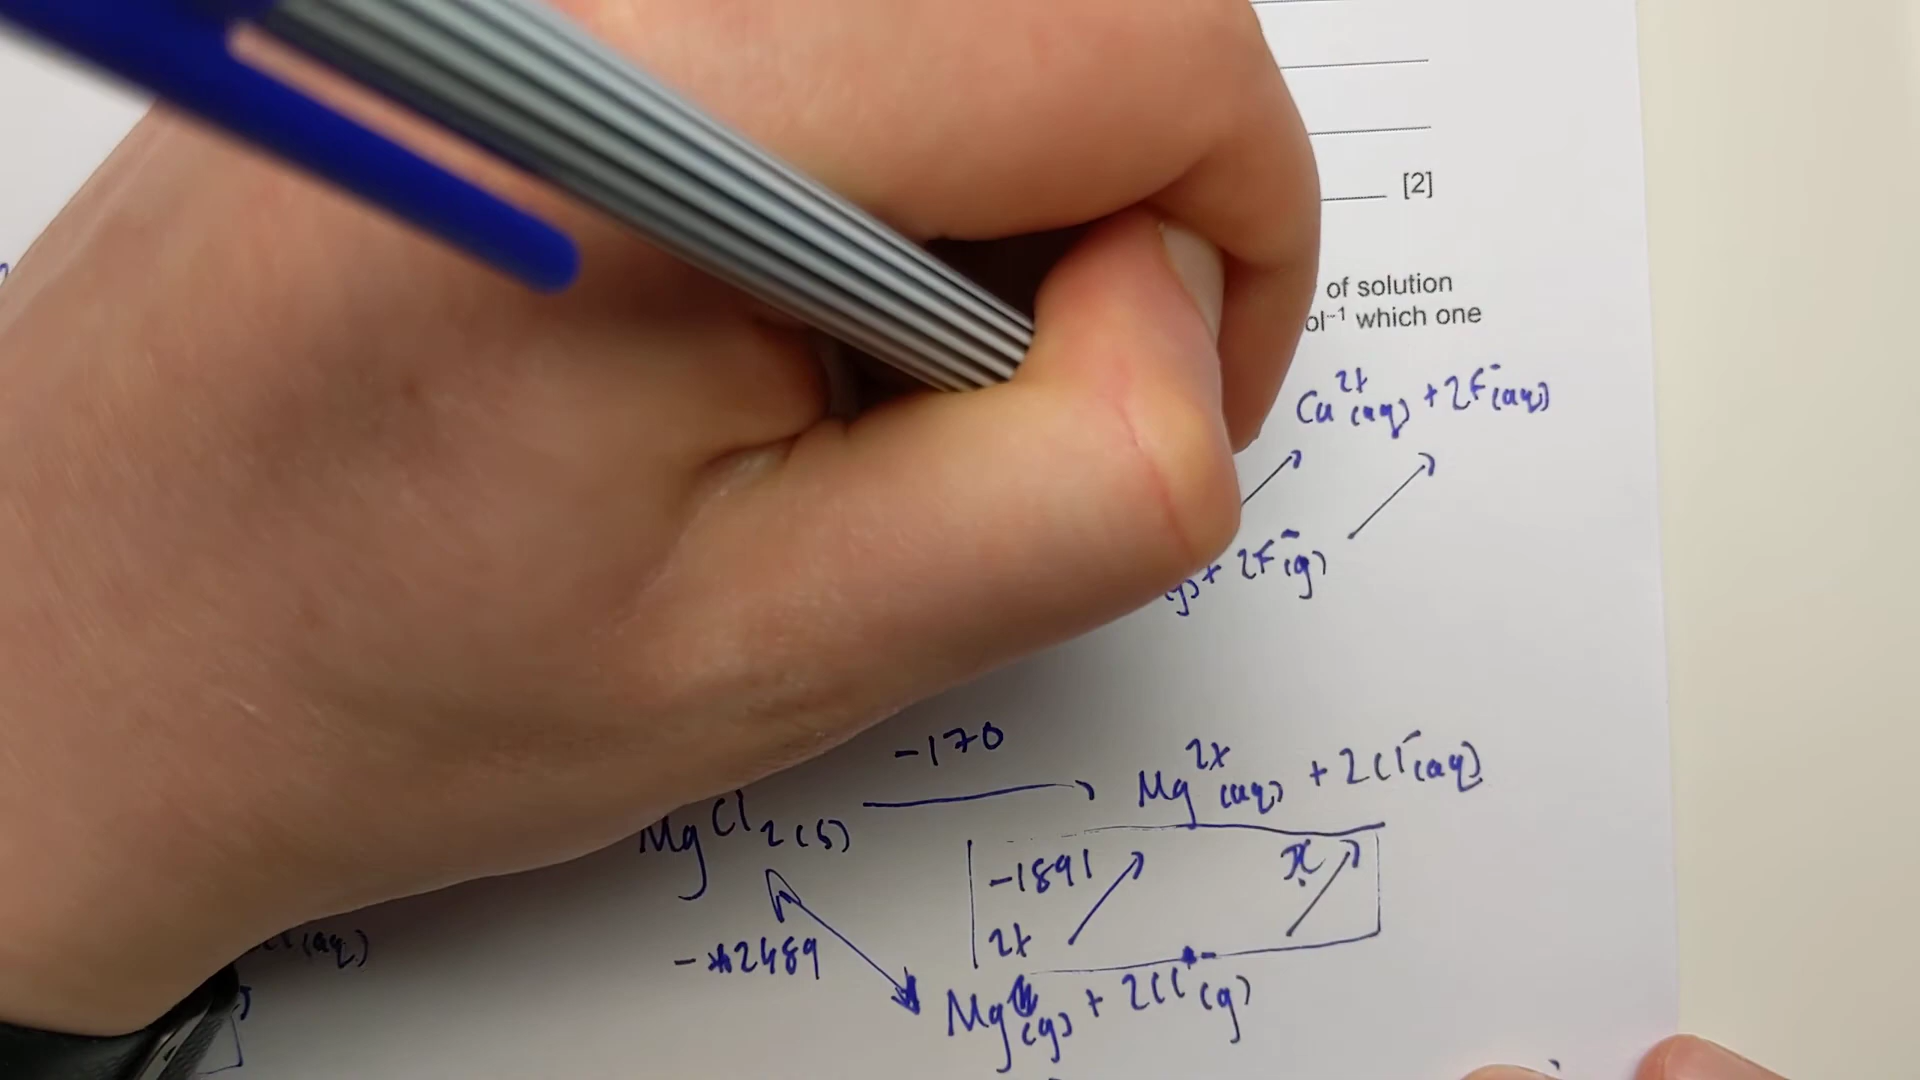 [2]
of solution
ol⁻¹ which one
Ca²⁺(aq) + 2F⁻(aq)
+ 2F⁻(g)
-170
MgCl₂(s) → Mg²⁺(aq) + 2Cl⁻(aq)
-1891 x
-2489 2+
Mg(g) + 2Cl⁻(g)
(aq)